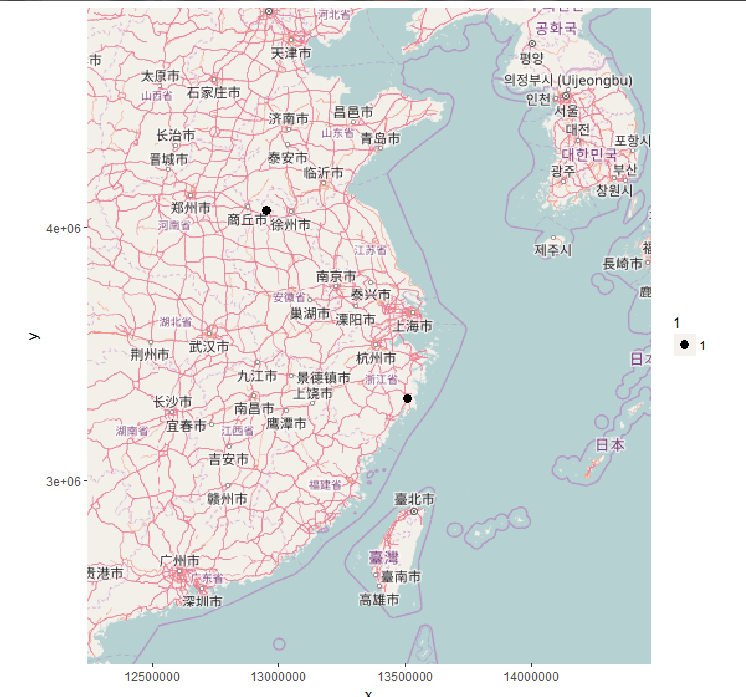 河北省
공화국
天津市
평양
市
太原市
石家庄市
山西省
의정부시 (Uijeongbu)
인천
서울
昌邑市
济南市
山东省
青岛市
대전
포항시
长治市
晋城市
泰安市
临沂市
대한민국
광주
부산
창원시
郑州市
商丘市
徐州市
河南省
4e+06
江苏省
제주시
長崎市
南京市
泰兴市
安徽省
巢湖市
溧阳市
上海市
湖北省
武汉市
荆州市
杭州市
九江市
景德镇市
浙江省
上饶市
长沙市
南昌市
宜春市
鹰潭市
湖南省
江西省
吉安市
日本
赣州市
福建省
3e+06
臺北市
臺灣
广州市
广东省
贵港市
深圳市
臺南市
高雄市
y
1
1
12500000
13000000
13500000
14000000
x